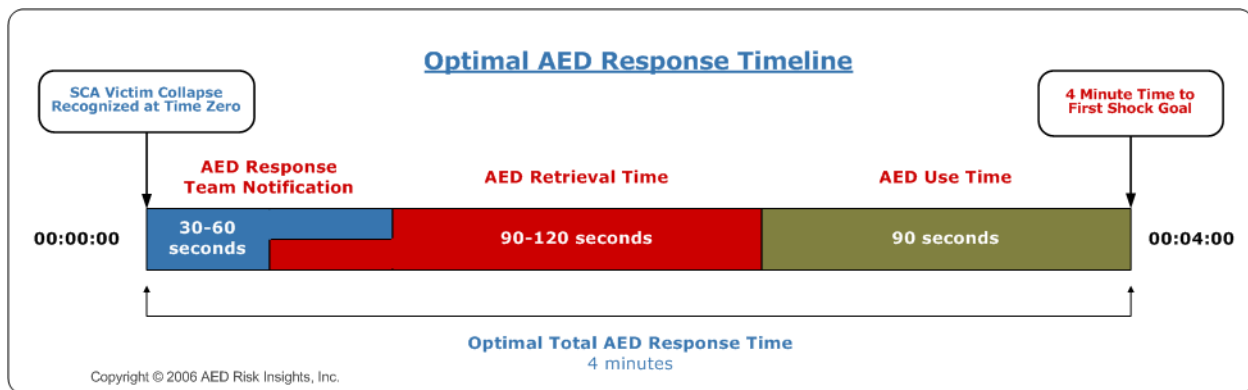 Optimal AED Response Timeline
SCA Victim Collapse
Recognized at Time Zero
4 Minute Time to
First Shock Goal
AED Response
Team Notification
AED Retrieval Time
AED Use Time
00:00:00
30-60
seconds
90-120 seconds
90 seconds
00:04:00
Optimal Total AED Response Time
4 minutes
Copyright © 2006 AED Risk Insights, Inc.